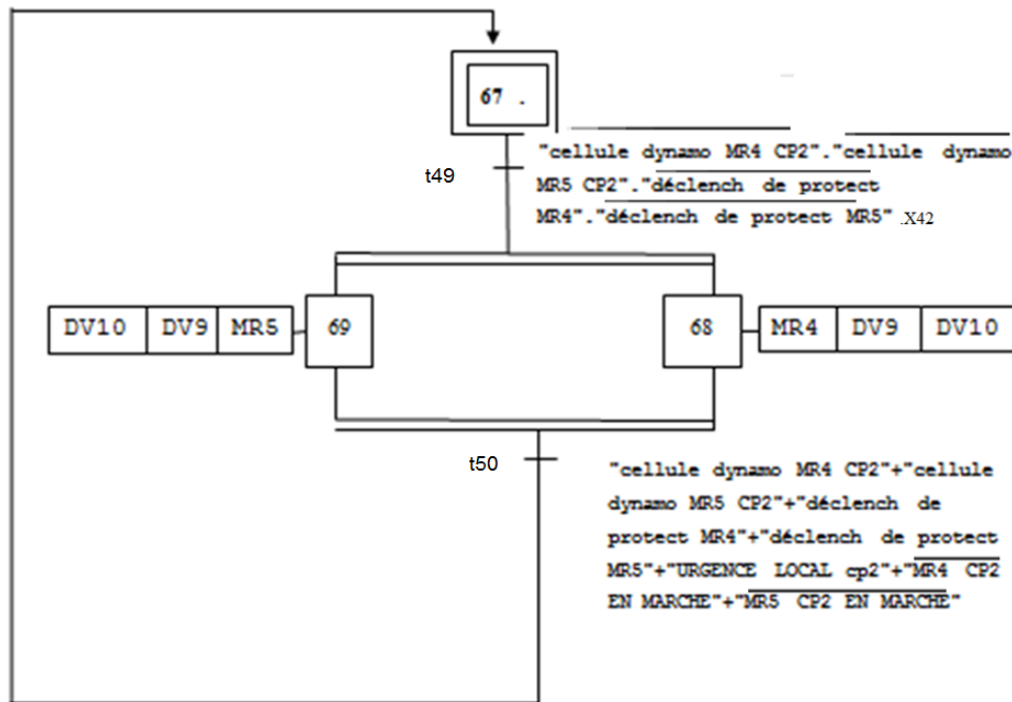 67 .
t49
"cellule dynamo MR4 CP2"."cellule dynamo
MR5 CP2"."déclench de protect
MR4"."déclench de protect MR5" .X42
DV10 DV9 MR5 69
68 MR4 DV9 DV10
t50
"cellule dynamo MR4 CP2"+"cellule
dynamo MR5 CP2"+"déclench de
protect MR4"+"déclench de protect
MR5"+"URGENCE LOCAL cp2"+"MR4 CP2
EN MARCHE"+"MR5 CP2 EN MARCHE"